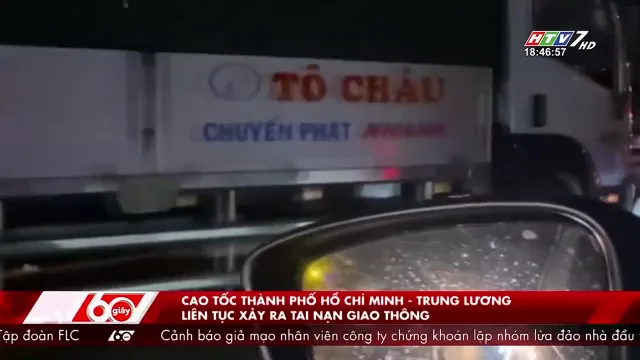 HTV7 HD
18:46:57
TÔ CHÂU
CHUYỂN PHÁT
60 giây
CAO TỐC THÀNH PHỐ HỒ CHÍ MINH - TRUNG LƯƠNG
LIÊN TỤC XẢY RA TAI NẠN GIAO THÔNG
Tập đoàn FLC 60 Cảnh báo giả mạo nhân viên công ty chứng khoán lập nhóm lừa đảo nhà đầu